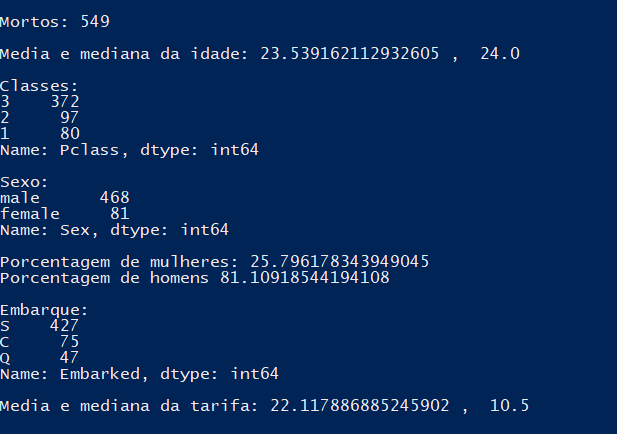 Mortos: 549
Media e mediana da idade: 23.539162112932605 ,  24.0
Classes:
3    372
2     97
1     80
Name: Pclass, dtype: int64
Sexo:
male      468
female     81
Name: Sex, dtype: int64
Porcentagem de mulheres: 25.796178343949045
Porcentagem de homens 81.10918544194108
Embarque:
S    427
C     75
Q     47
Name: Embarked, dtype: int64
Media e mediana da tarifa: 22.117886885245902 ,  10.5